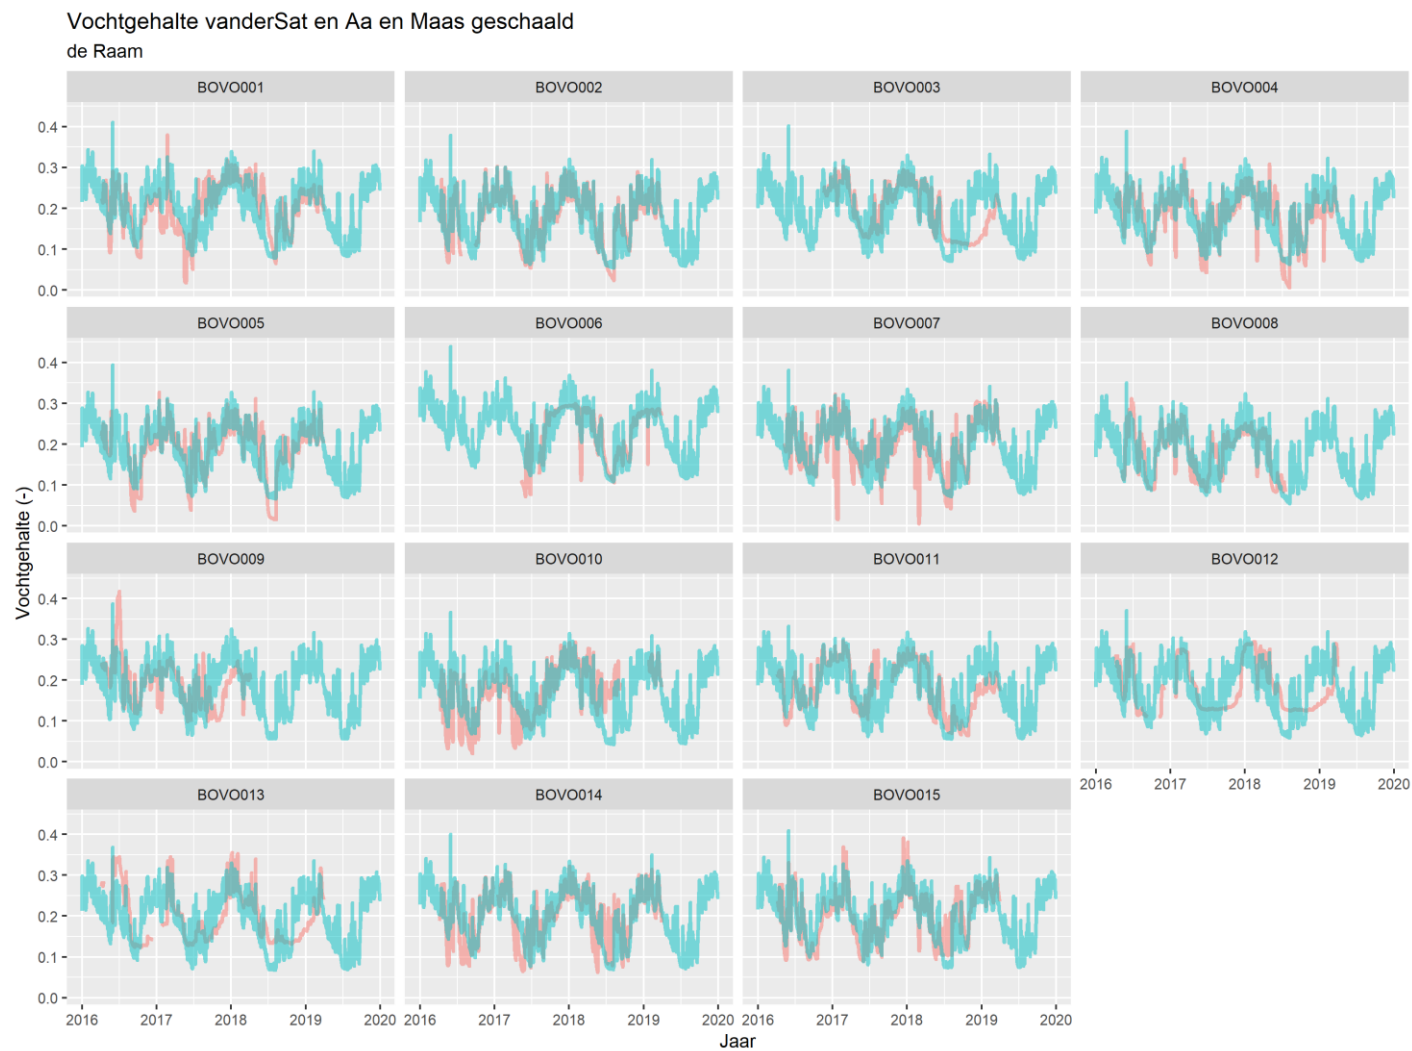 Vochtgehalte vanderSat en Aa en Maas geschaald
de Raam
BOVO001 BOVO002 BOVO003 BOVO004
0.4
0.3
0.2
0.1
0.0
BOVO005 BOVO006 BOVO007 BOVO008
0.4
0.3
0.2
0.1
0.0
Vochtgehalte (-)
BOVO009 BOVO010 BOVO011 BOVO012
0.4
0.3
0.2
0.1
0.0
2016 2017 2018 2019 2020
BOVO013 BOVO014 BOVO015
0.4
0.3
0.2
0.1
0.0
2016 2017 2018 2019 2020 2016 2017 2018 2019 2020 2016 2017 2018 2019 2020
Jaar